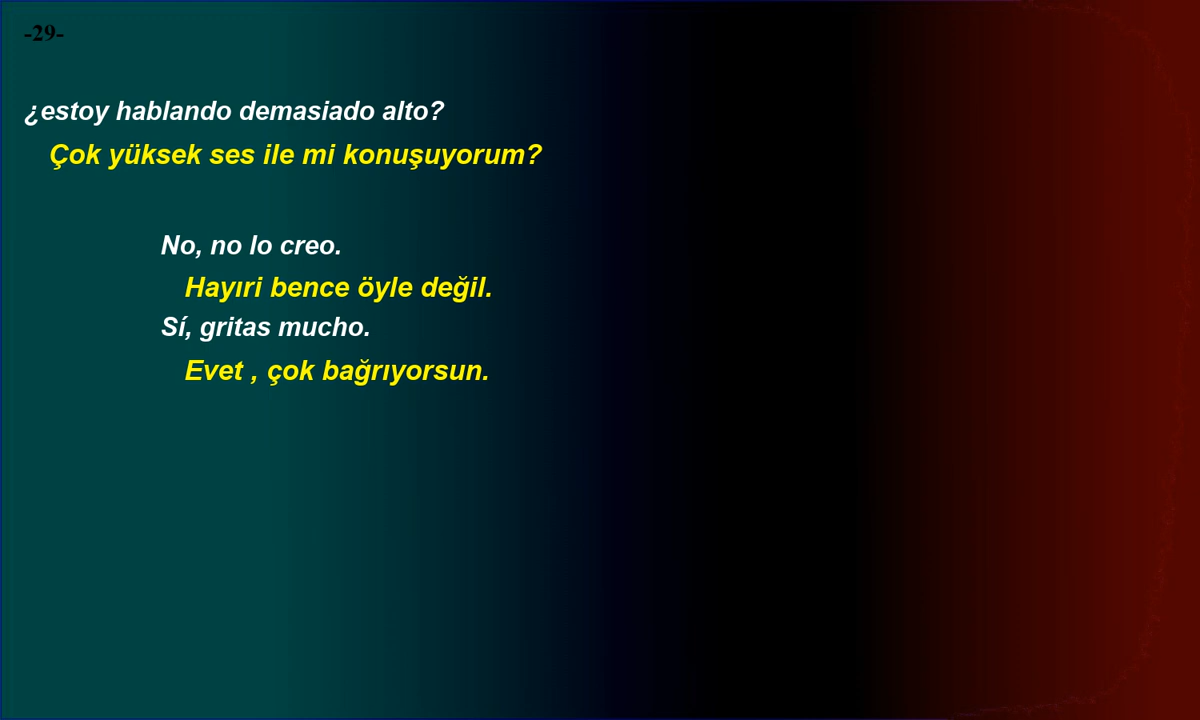 -29-
¿estoy hablando demasiado alto?
Çok yüksek ses ile mi konuşuyorum?
No, no lo creo.
Hayıri bence öyle değil.
Sí, gritas mucho.
Evet , çok bağrıyorsun.